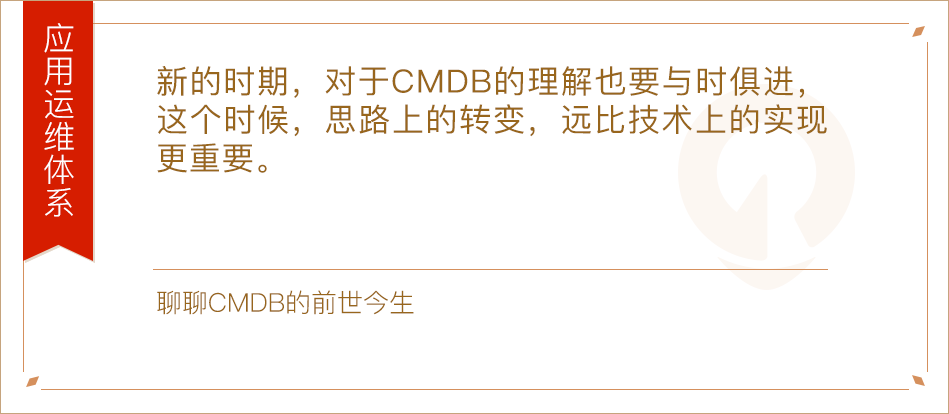 应用运维体系
新的时期，对于CMDB的理解也要与时俱进，
这个时候，思路上的转变，远比技术上的实现
更重要。
聊聊CMDB的前世今生